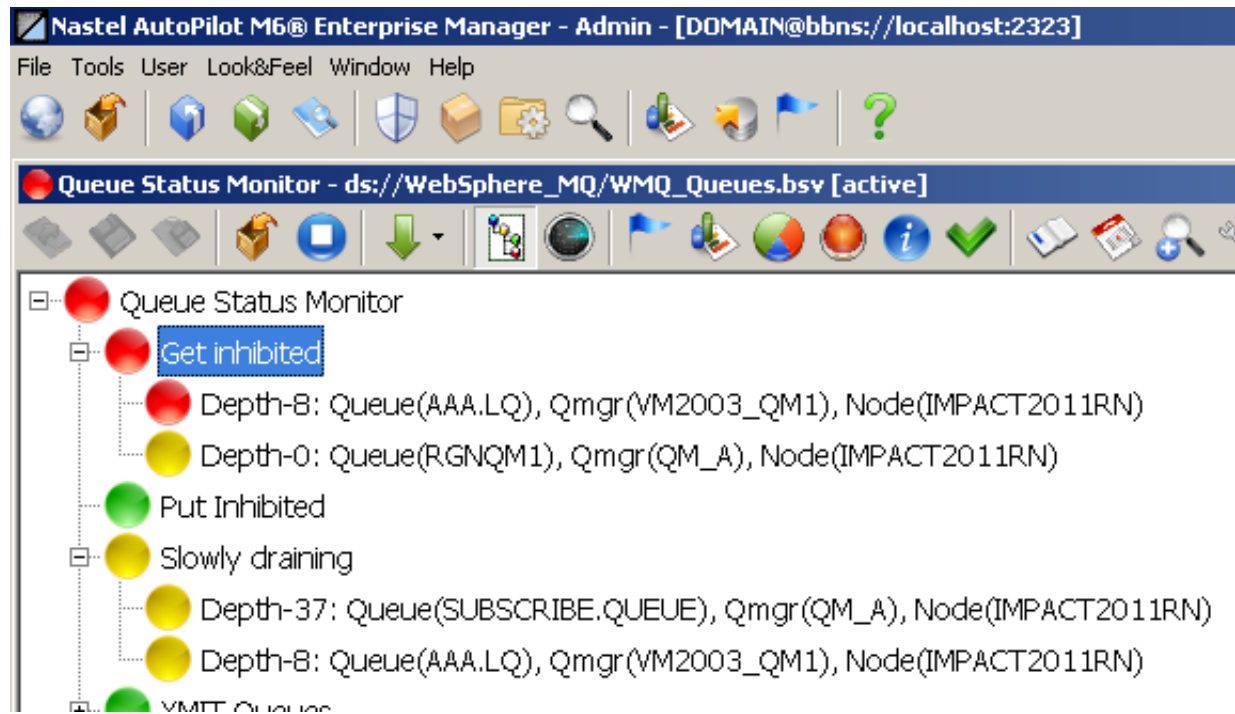 Nastel AutoPilot M6® Enterprise Manager - Admin - [DOMAIN@bbns://localhost:2323]
File Tools User Look&Feel Window Help
Queue Status Monitor - ds://WebSphere_MQ/WMQ_Queues.bsv [active]
Queue Status Monitor
Get inhibited
Depth-8: Queue(AAA.LQ), Qmgr(VM2003_QM1), Node(IMPACT2011RN)
Depth-0: Queue(RGNQM1), Qmgr(QM_A), Node(IMPACT2011RN)
Put Inhibited
Slowly draining
Depth-37: Queue(SUBSCRIBE.QUEUE), Qmgr(QM_A), Node(IMPACT2011RN)
Depth-8: Queue(AAA.LQ), Qmgr(VM2003_QM1), Node(IMPACT2011RN)
XMIT Queues